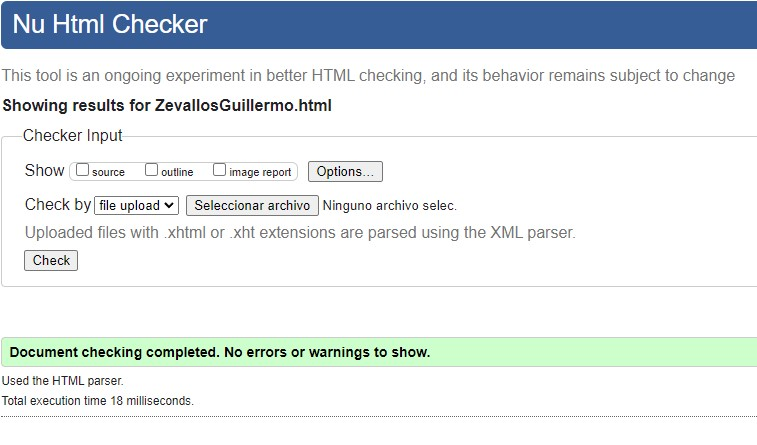 Nu Html Checker
This tool is an ongoing experiment in better HTML checking, and its behavior remains subject to change
Showing results for ZevallosGuillermo.html
Checker Input
Show source outline image report Options...
Check by file upload Seleccionar archivo Ninguno archivo selec.
Uploaded files with .xhtml or .xht extensions are parsed using the XML parser.
Check
Document checking completed. No errors or warnings to show.
Used the HTML parser.
Total execution time 18 milliseconds.